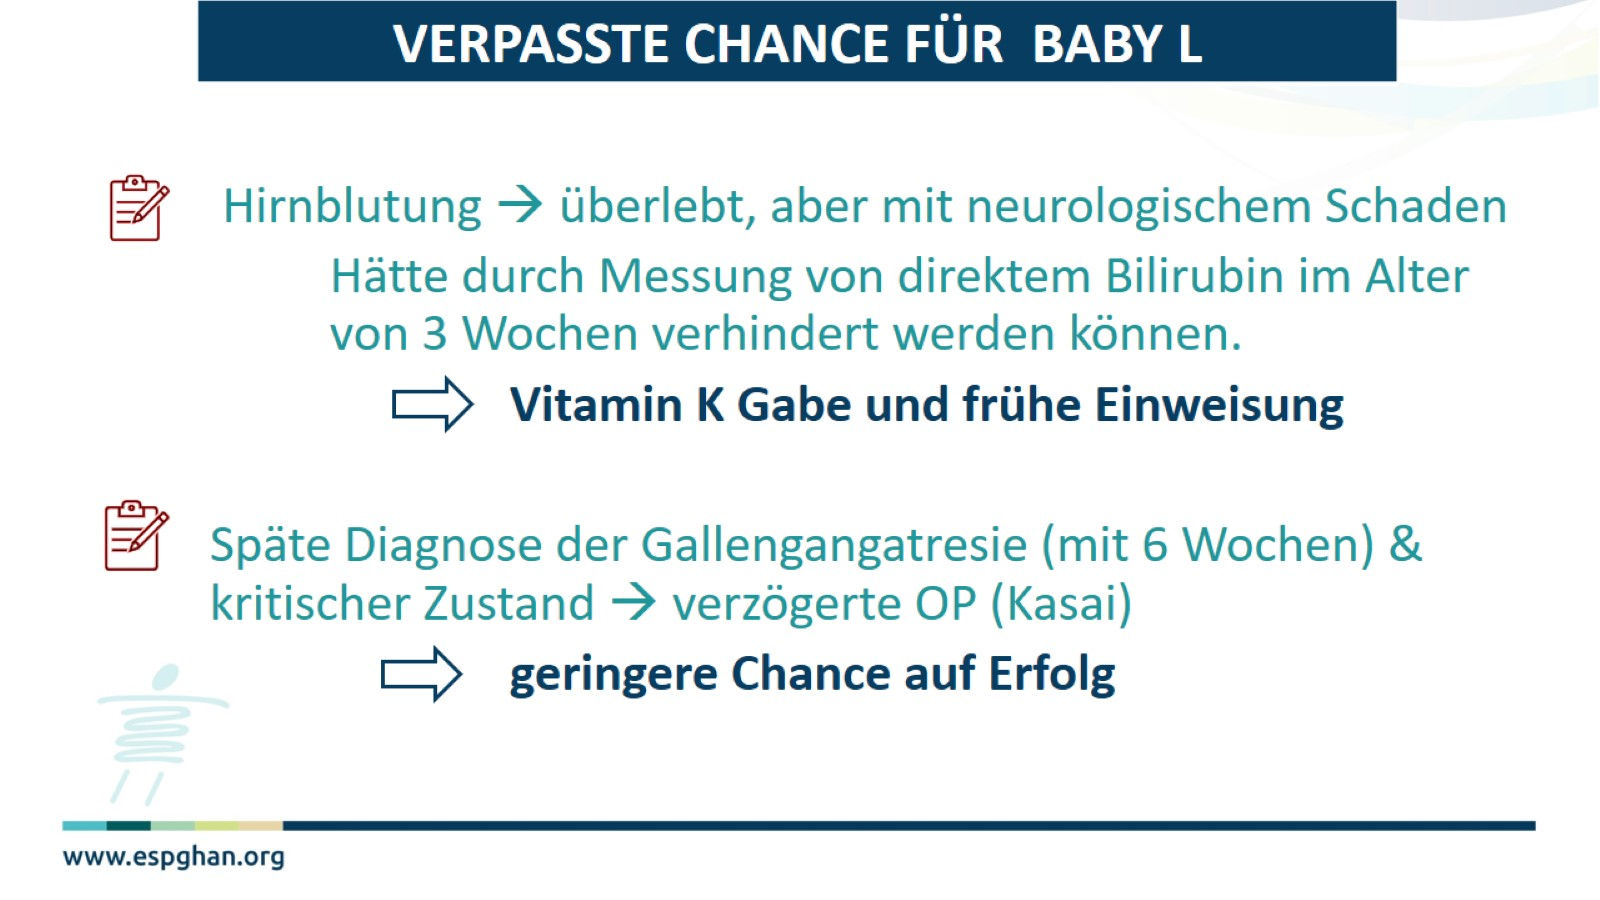 VERPASSTE CHANCE FÜR BABY L
Hirnblutung → überlebt, aber mit neurologischem Schaden
Hätte durch Messung von direktem Bilirubin im Alter
von 3 Wochen verhindert werden können.
Vitamin K Gabe und frühe Einweisung
Späte Diagnose der Gallengangatresie (mit 6 Wochen) &
kritischer Zustand → verzögerte OP (Kasai)
geringere Chance auf Erfolg
www.espghan.org